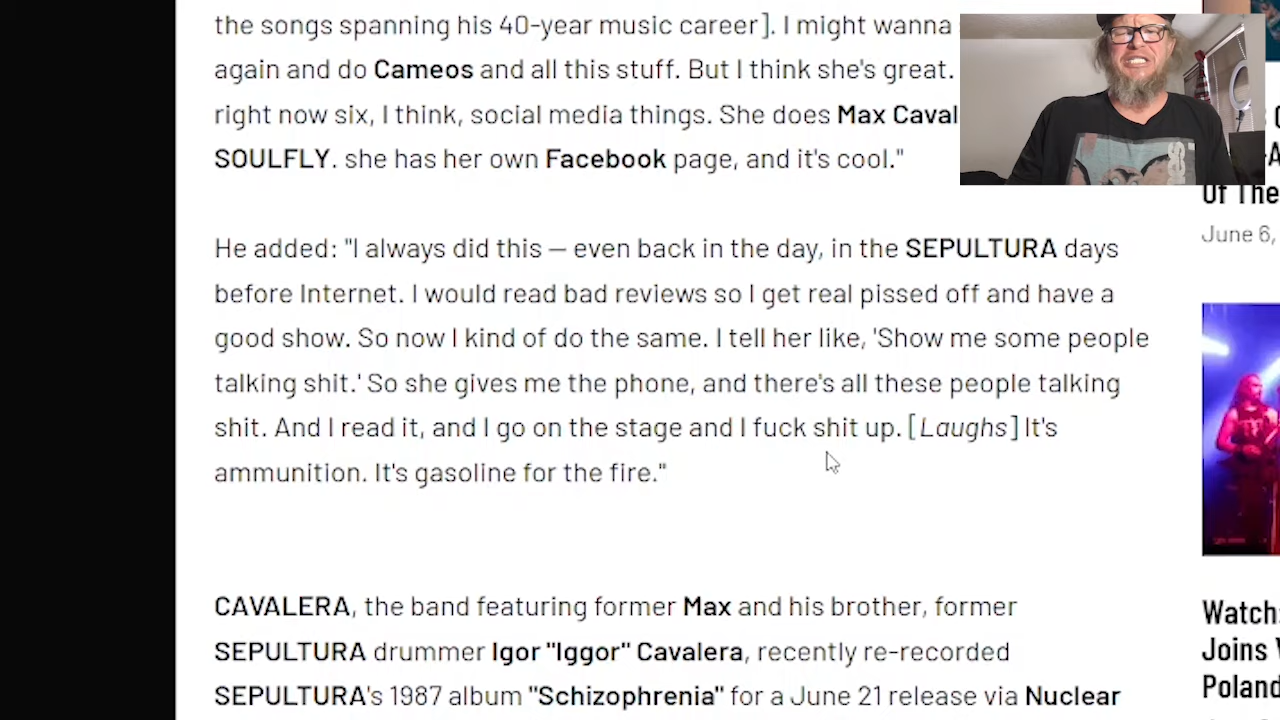 the songs spanning his 40-year music career]. I might wanna
again and do Cameos and all this stuff. But I think she's great.
right now six, I think, social media things. She does Max Caval
SOULFLY. she has her own Facebook page, and it's cool."
Of The
June 6,
He added: "I always did this — even back in the day, in the SEPULTURA days
before Internet. I would read bad reviews so I get real pissed off and have a
good show. So now I kind of do the same. I tell her like, 'Show me some people
talking shit.' So she gives me the phone, and there's all these people talking
shit. And I read it, and I go on the stage and I fuck shit up. [Laughs] It's
ammunition. It's gasoline for the fire."
CAVALERA, the band featuring former Max and his brother, former
SEPULTURA drummer Igor "Iggor" Cavalera, recently re-recorded
SEPULTURA's 1987 album "Schizophrenia" for a June 21 release via Nuclear
Watch:
Joins
Poland